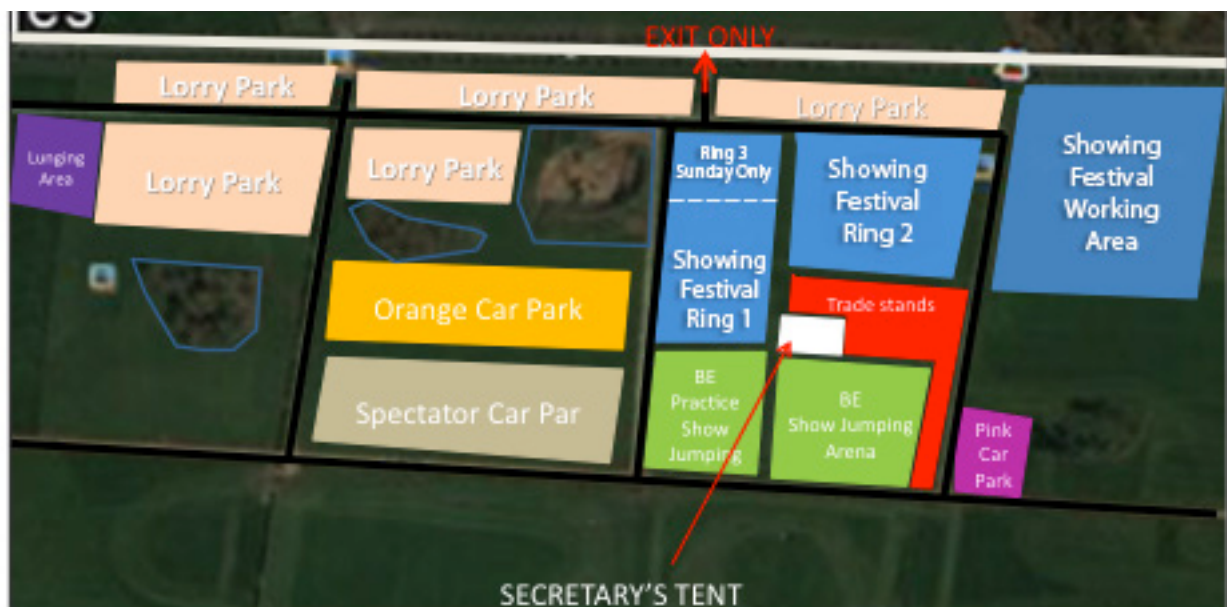 ics
EXIT ONLY
Lorry Park
Lorry Park
Lorry Park
Lunging
Area
Lorry Park
Lorry Park
Ring 3
Sunday Only
Showing
Festival
Ring 2
Showing
Festival
Working
Area
Showing
Festival
Ring 1
Orange Car Park
Trade stands
Spectator Car Par
BE
Practice
Show
Jumping
BE
Show Jumping
Arena
Pink
Car
Park
SECRETARY'S TENT